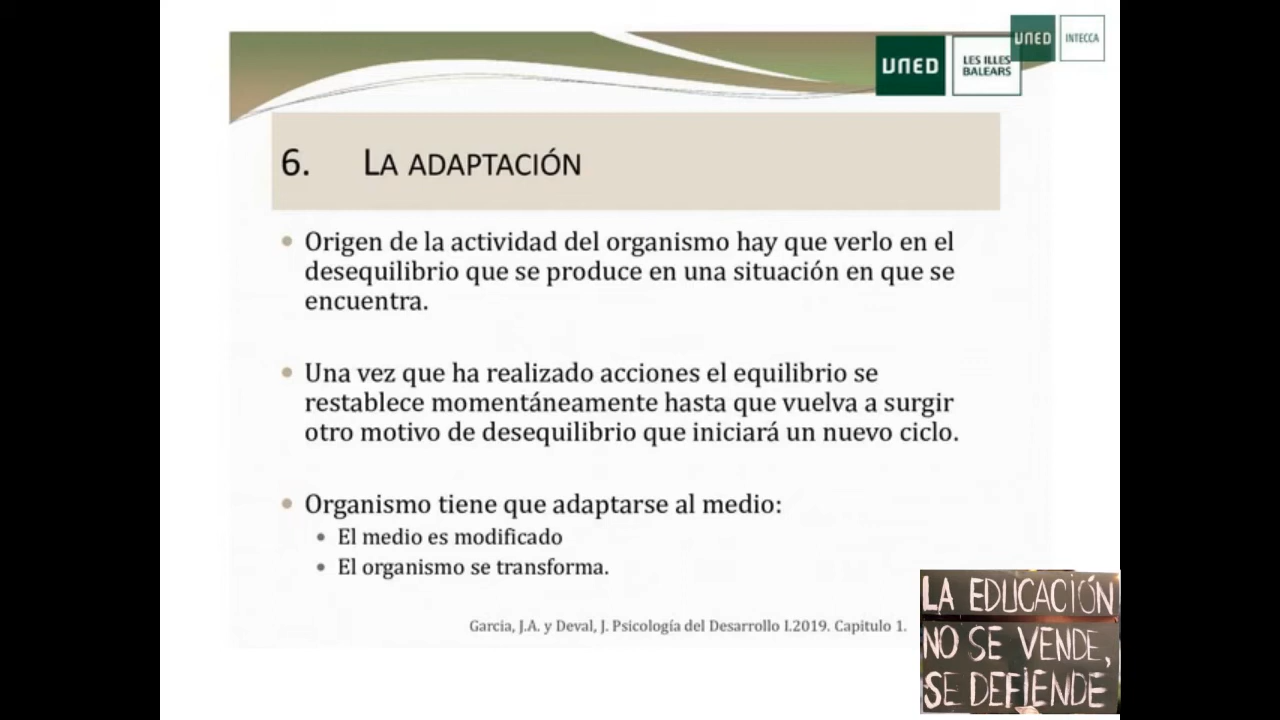 UNED
INTECCA
UNED
LES ILLES
BALEARS
6. LA ADAPTACIÓN
• Origen de la actividad del organismo hay que verlo en el
desequilibrio que se produce en una situación en que se
encuentra.
• Una vez que ha realizado acciones el equilibrio se
restablece momentáneamente hasta que vuelva a surgir
otro motivo de desequilibrio que iniciará un nuevo ciclo.
• Organismo tiene que adaptarse al medio:
• El medio es modificado
• El organismo se transforma.
Garcia, J.A. y Deval, J. Psicología del Desarrollo I.2019. Capitulo 1.
LA EDUCACIÓN
NO SE VENDE,
SE DEFIENDE